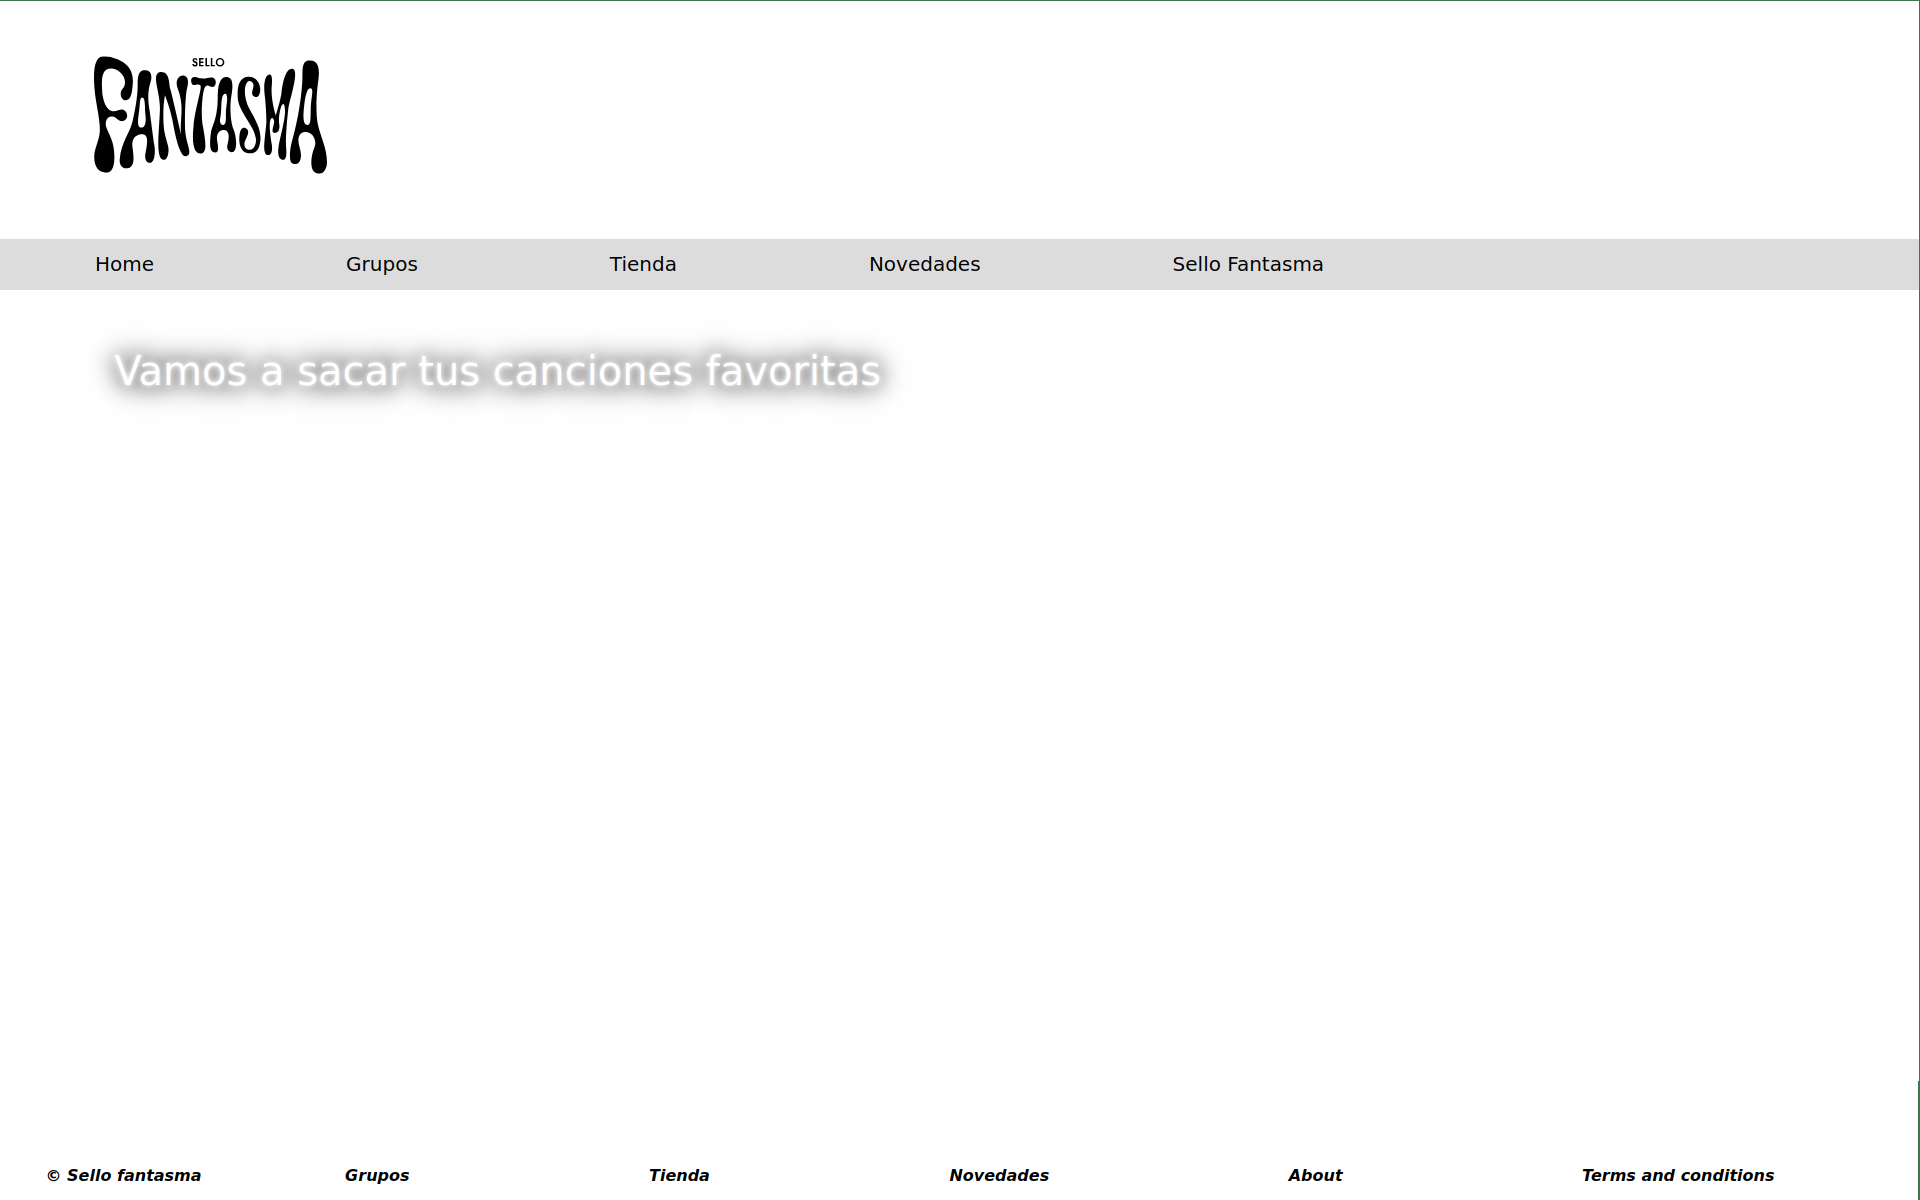 SELLO
FANTASMA
Home Grupos Tienda Novedades Sello Fantasma
Vamos a sacar tus canciones favoritas
© Sello fantasma Grupos Tienda Novedades About Terms and conditions